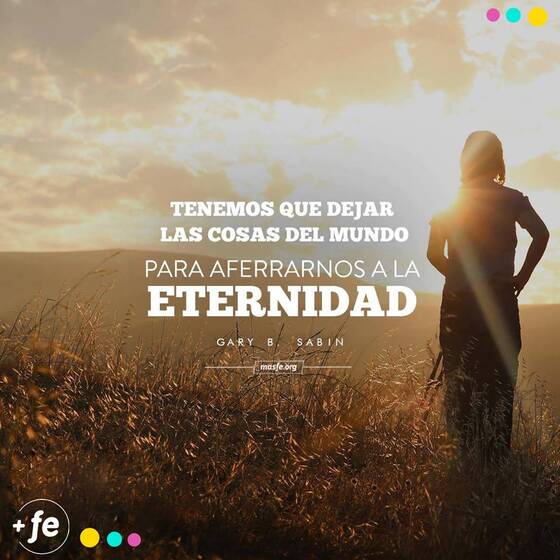 TENEMOS QUE DEJAR
LAS COSAS DEL MUNDO
PARA AFERRARNOS A LA
ETERNIDAD
GARY B. SABIN
masfe.org
+fe